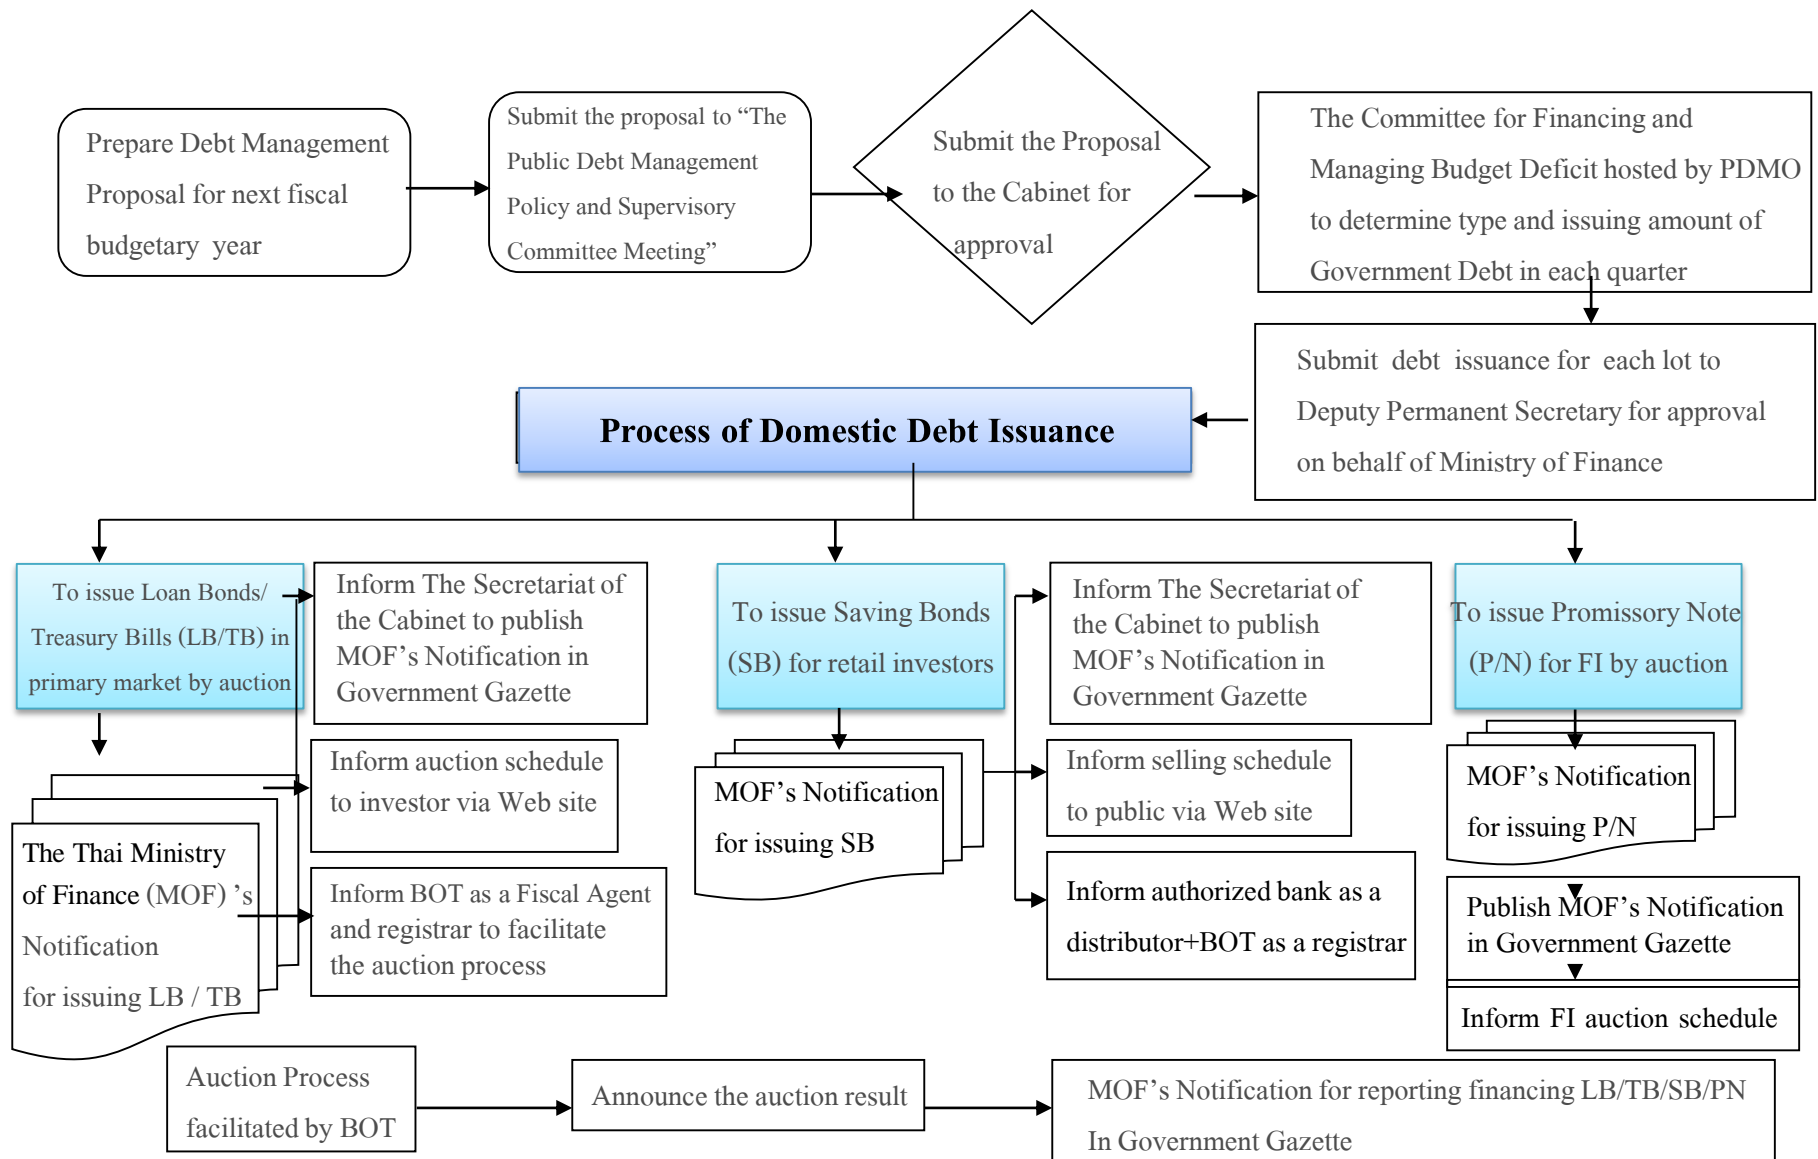 Prepare Debt Management
Proposal for next fiscal
budgetary year
Submit the proposal to “The
Public Debt Management
Policy and Supervisory
Committee Meeting”
Submit the Proposal
to the Cabinet for
approval
The Committee for Financing and
Managing Budget Deficit hosted by PDMO
to determine type and issuing amount of
Government Debt in each quarter
Submit debt issuance for each lot to
Deputy Permanent Secretary for approval
on behalf of Ministry of Finance
Process of Domestic Debt Issuance
To issue Loan Bonds/
Treasury Bills (LB/TB) in
primary market by auction
Inform The Secretariat of
the Cabinet to publish
MOF’s Notification in
Government Gazette
Inform auction schedule
to investor via Web site
The Thai Ministry
of Finance (MOF) ’s
Notification
for issuing LB / TB
Inform BOT as a Fiscal Agent
and registrar to facilitate
the auction process
To issue Saving Bonds
(SB) for retail investors
MOF’s Notification
for issuing SB
Inform The Secretariat of
the Cabinet to publish
MOF’s Notification in
Government Gazette
Inform selling schedule
to public via Web site
Inform authorized bank as a
distributor+BOT as a registrar
To issue Promissory Note
(P/N) for FI by auction
MOF’s Notification
for issuing P/N
Publish MOF’s Notification
in Government Gazette
Inform FI auction schedule
Auction Process
facilitated by BOT
Announce the auction result
MOF’s Notification for reporting financing LB/TB/SB/PN
In Government Gazette